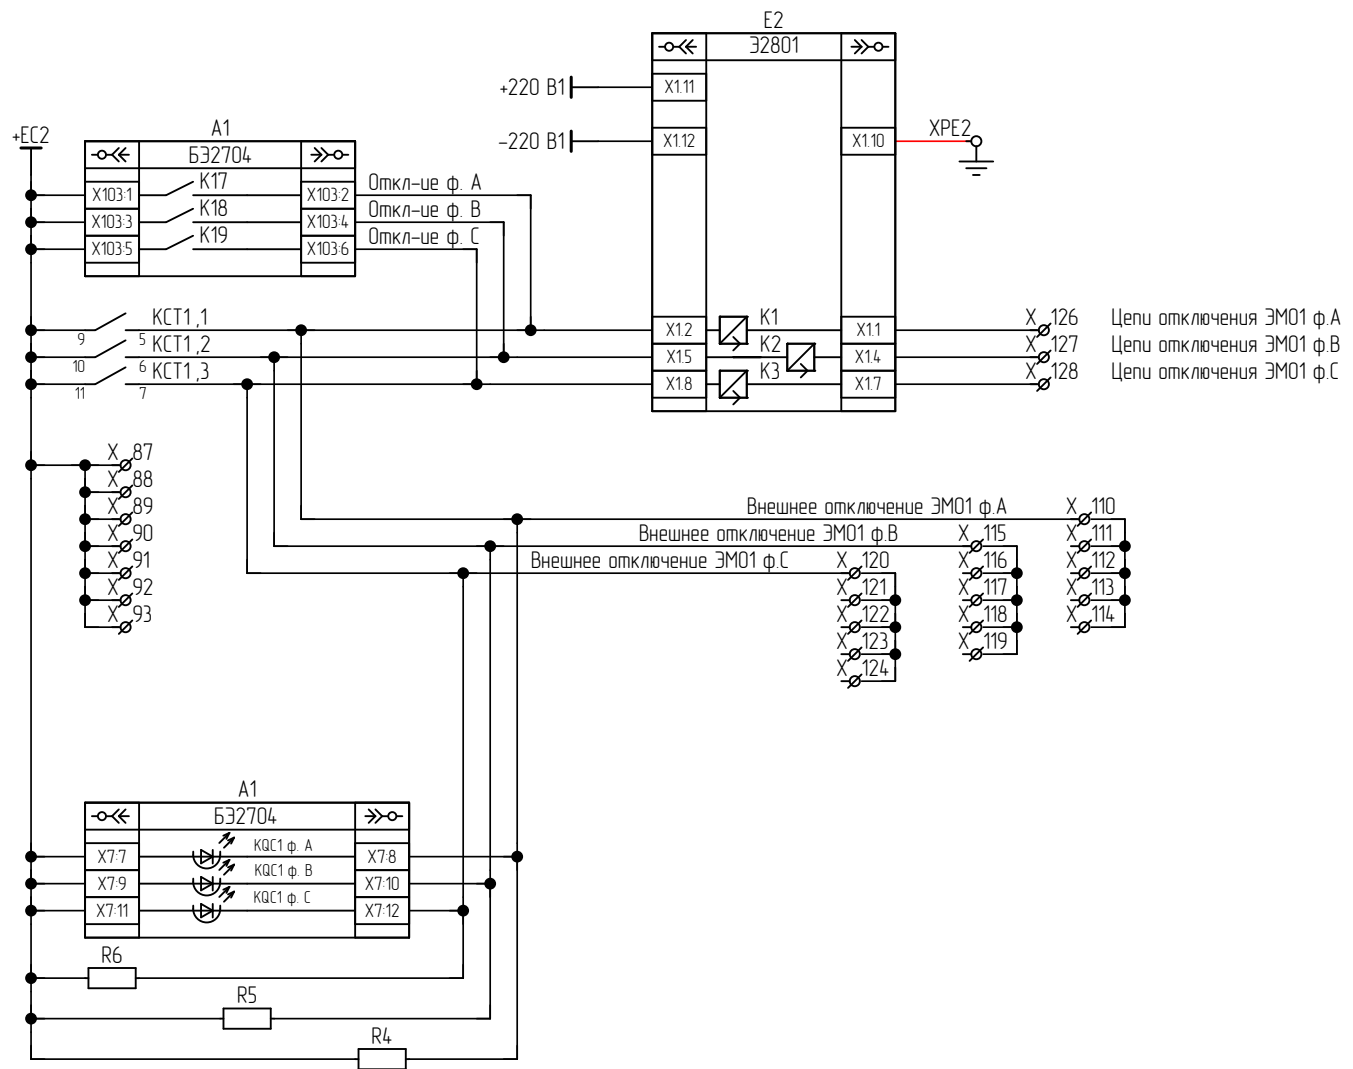 E2
Э2801
+220 В1
X1.11
-220 В1
X1.12
X1.10
XPE2
+EC2
A1
БЭ2704
X103:1
K17
X103:2
Откл-ие ф. А
X103:3
K18
X103:4
Откл-ие ф. В
X103:5
K19
X103:6
Откл-ие ф. С
KCT1,1
9
5
X1.2
K1
X1.1
X
126
Цепи отключения ЭМО1 ф.А
KCT1,2
10
6
X1.5
K2
X1.4
X
127
Цепи отключения ЭМО1 ф.В
KCT1,3
11
7
X1.8
K3
X1.7
X
128
Цепи отключения ЭМО1 ф.С
X 87
X 88
X 89
X 90
X 91
X 92
X 93
Внешнее отключение ЭМО1 ф.А
X 110
X 111
X 112
X 113
X 114
Внешнее отключение ЭМО1 ф.В
X 115
X 116
X 117
X 118
X 119
Внешнее отключение ЭМО1 ф.С
X 120
X 121
X 122
X 123
X 124
A1
БЭ2704
X7:7
KQC1 ф. А
X7:8
X7:9
KQC1 ф. В
X7:10
X7:11
KQC1 ф. С
X7:12
R6
R5
R4